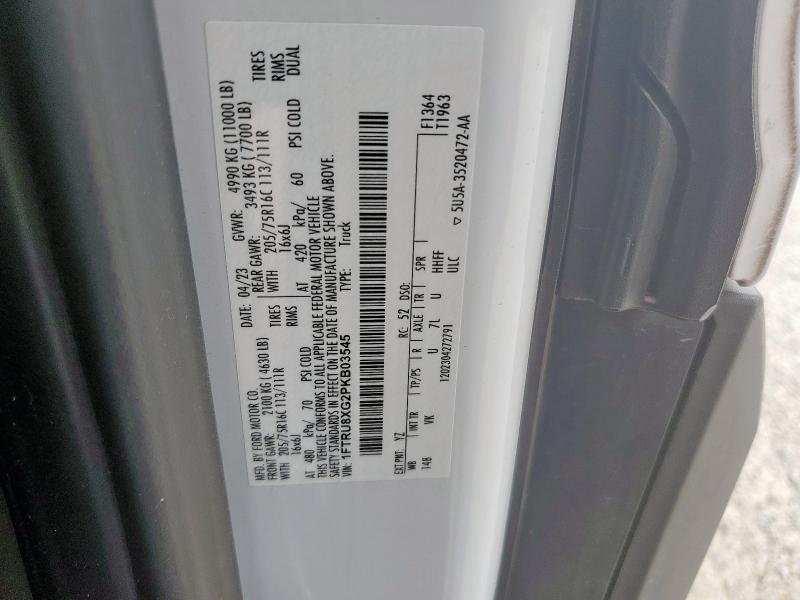 MFD. BY FORD MOTOR CO.
DATE: 04/23 GVWR: 4990 KG (11000 LB)
FRONT GAWR: 2100 KG (4630 LB) REAR GAWR: 3493 KG (7700 LB)
WITH 205/75R16C 113/111R TIRES WITH 205/75R16C 113/111R TIRES
16x6J RIMS 16x6J RIMS
AT 480 kPa/ 70 PSI COLD AT 420 kPa/ 60 PSI COLD DUAL
THIS VEHICLE CONFORMS TO ALL APPLICABLE FEDERAL MOTOR VEHICLE
SAFETY STANDARDS IN EFFECT ON THE DATE OF MANUFACTURE SHOWN ABOVE.
VIN: 1FTRU8XG2PKB03545 TYPE: Truck
EXT PNT: YZ RC: 52 DSO: F1364
WB INT TR TP/PS R AXLE TR SPR T1963
148 VK U 7L U HHFF
1202304272791 ULC ▽ 5U5A-3520472-AA